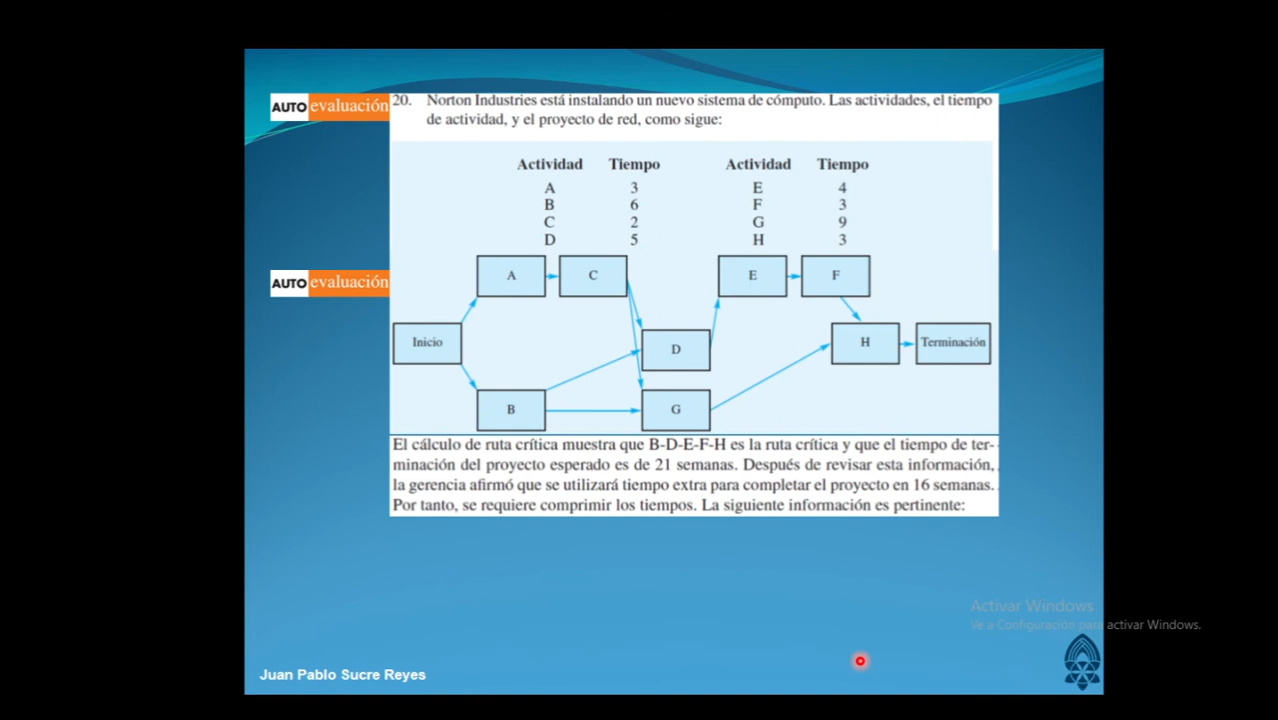 AUTO evaluación
20. Norton Industries está instalando un nuevo sistema de cómputo. Las actividades, el tiempo
de actividad, y el proyecto de red, como sigue:
Actividad Tiempo Actividad Tiempo
A 3 E 4
B 6 F 3
C 2 G 9
D 5 H 3
AUTO evaluación
A C E F
Inicio D H Terminación
B G
El cálculo de ruta crítica muestra que B-D-E-F-H es la ruta crítica y que el tiempo de ter-
minación del proyecto esperado es de 21 semanas. Después de revisar esta información,
la gerencia afirmó que se utilizará tiempo extra para completar el proyecto en 16 semanas.
Por tanto, se requiere comprimir los tiempos. La siguiente información es pertinente:
Activar Windows
Ve a Configuración para activar Windows.
Juan Pablo Sucre Reyes